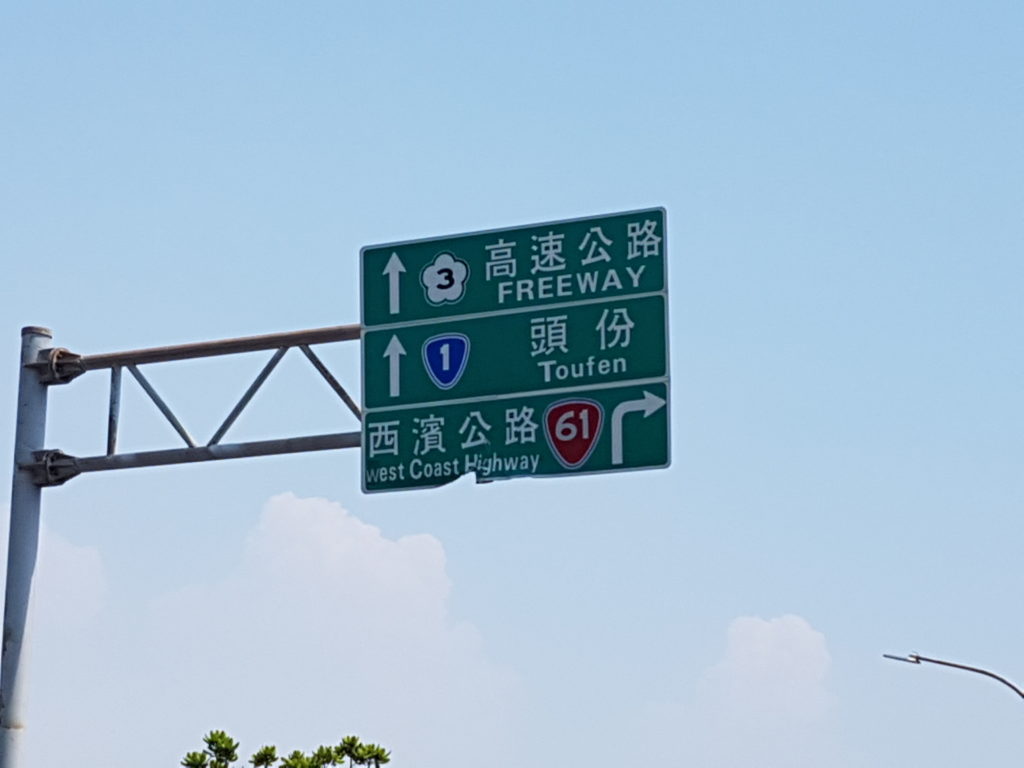 3 高速公路
FREEWAY
1 頭份
Toufen
西濱公路 61
west Coast Highway